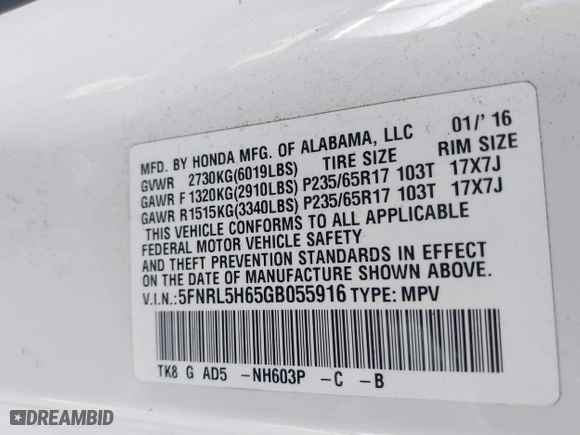 MFD. BY HONDA MFG. OF ALABAMA, LLC 01/'16
GVWR 2730KG(6019LBS) TIRE SIZE RIM SIZE
GAWR F 1320KG(2910LBS) P235/65R17 103T 17X7J
GAWR R1515KG(3340LBS) P235/65R17 103T 17X7J
THIS VEHICLE CONFORMS TO ALL APPLICABLE
FEDERAL MOTOR VEHICLE SAFETY
AND THEFT PREVENTION STANDARDS IN EFFECT
ON THE DATE OF MANUFACTURE SHOWN ABOVE.
V.I.N.:5FNRL5H65GB055916 TYPE: MPV
TK8 G AD5 -NH603P -C -B
DREAMBID